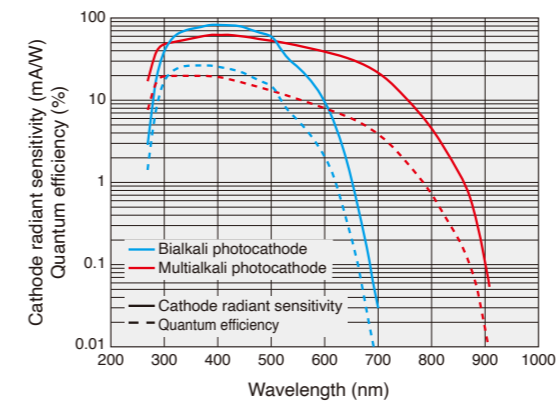 Cathode radiant sensitivity (mA/W)
Quantum efficiency (%)
100
10
1
0.1
0.01
Bialkali photocathode
Multialkali photocathode
Cathode radiant sensitivity
Quantum efficiency
200 300 400 500 600 700 800 900 1000
Wavelength (nm)